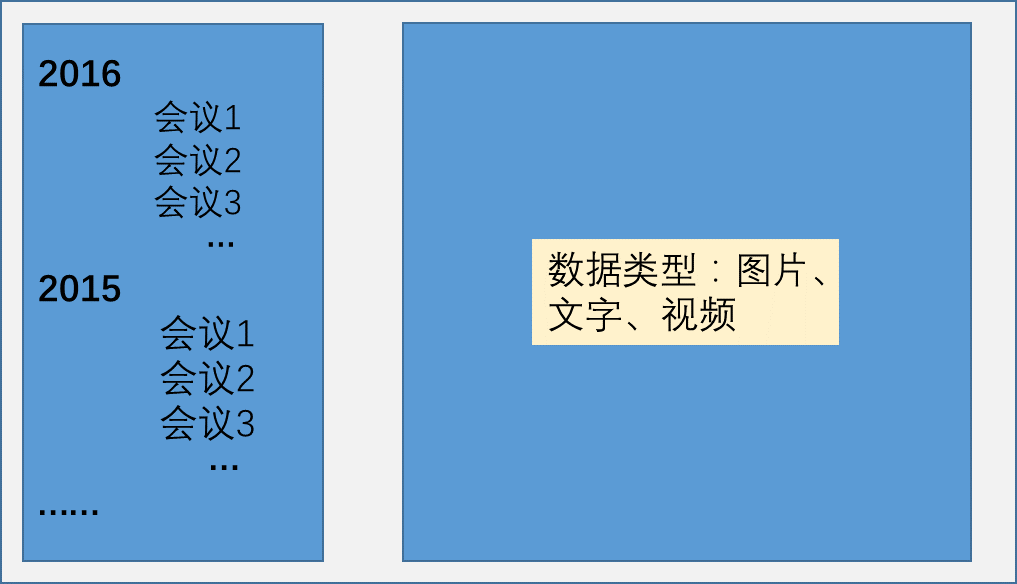 2016
会议1
会议2
会议3
...
2015
会议1
会议2
会议3
...
......
数据类型：图片、
文字、视频